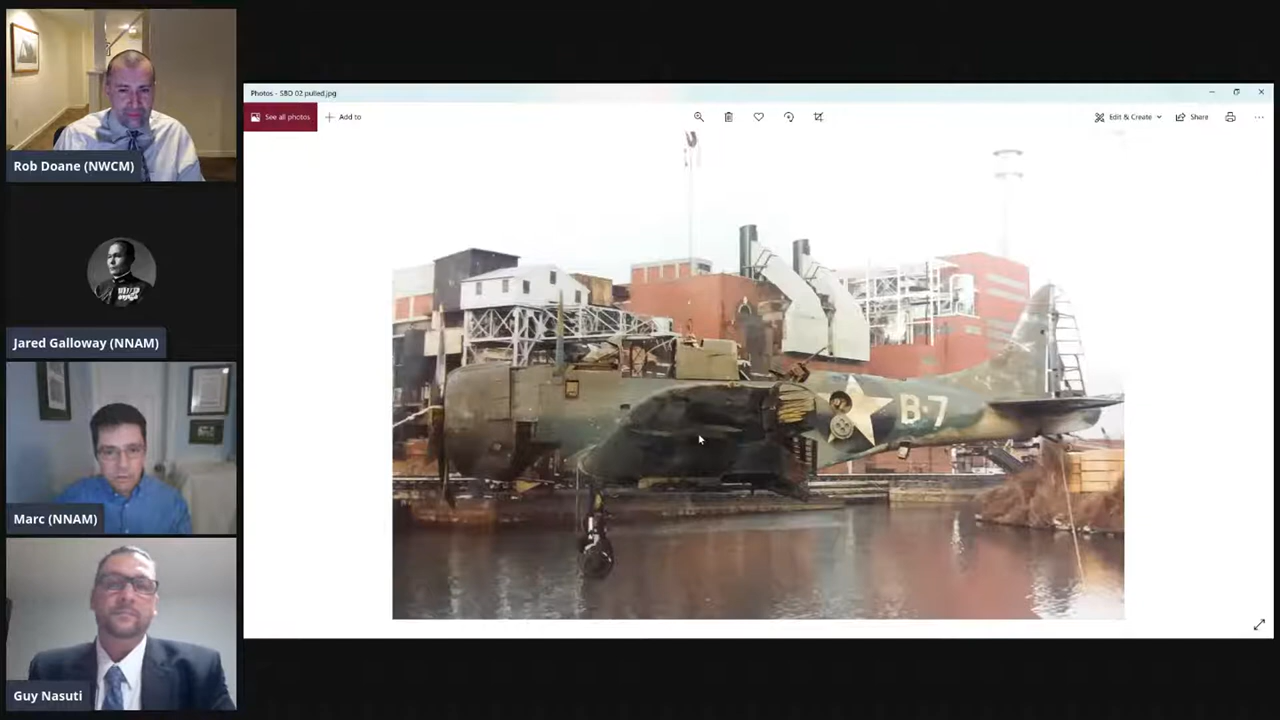 Rob Doane (NWCM)
Jared Galloway (NNAM)
Marc (NNAM)
Guy Nasuti
Photos - SBD 02 pulled.jpg
See all photos
Add to
Edit & Create
Share
B-7